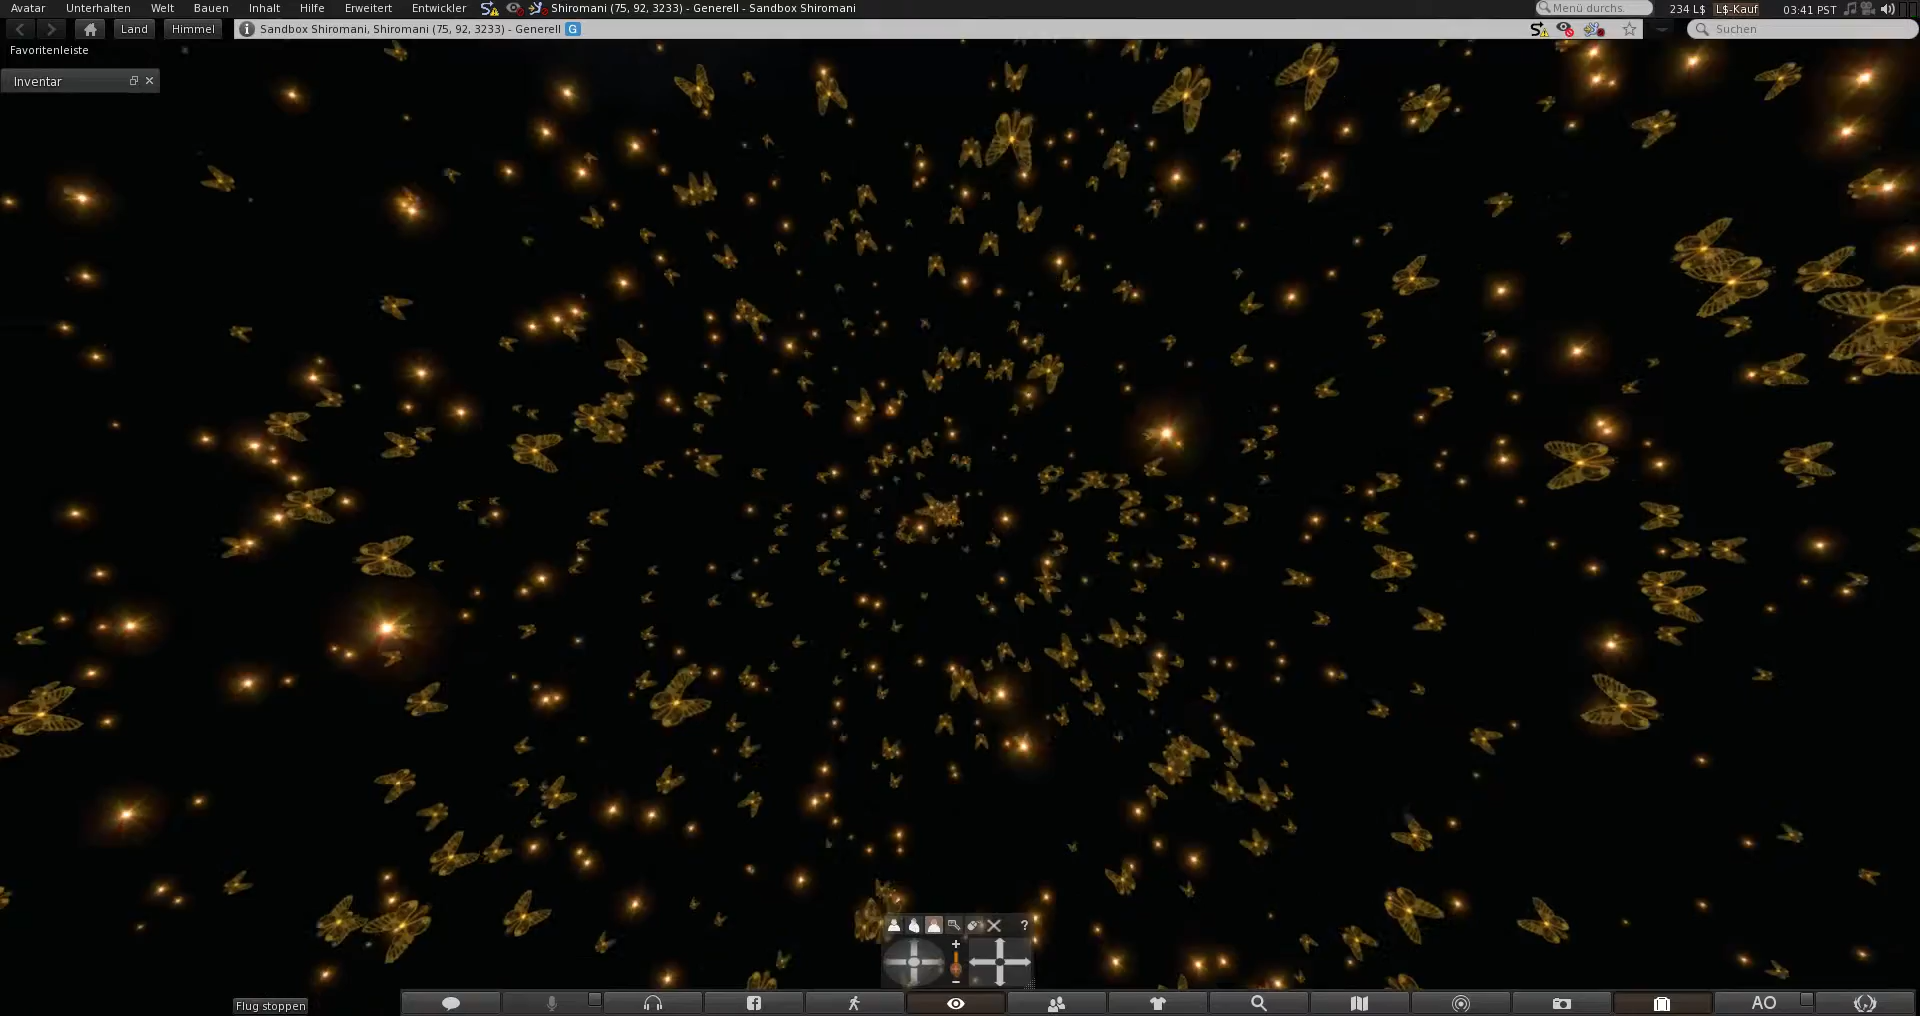 Avatar Unterhalten Welt Bauen Inhalt Hilfe Erweitert Entwickler Shiromani (75, 92, 3233) - Generell - Sandbox Shiromani Menü durchs. 234 L$ L$-Kauf 03:41 PST
Land Himmel Sandbox Shiromani, Shiromani (75, 92, 3233) - Generell G Suchen
Favoritenleiste
Inventar
?
Flug stoppen
AO